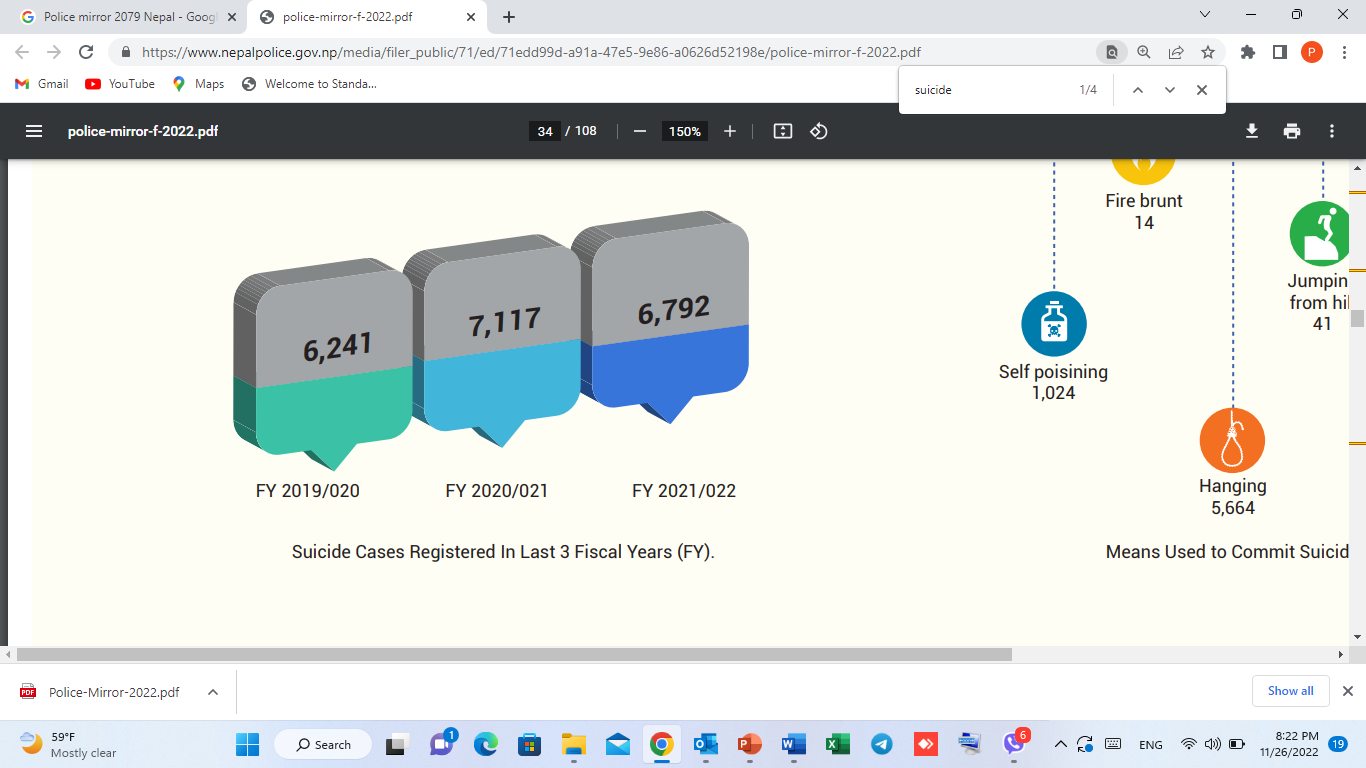 Police mirror 2079 Nepal - Googl
police-mirror-f-2022.pdf
https://www.nepalpolice.gov.np/media/filer_public/71/ed/71edd99d-a91a-47e5-9e86-a0626d52198e/police-mirror-f-2022.pdf
P
Gmail
YouTube
Maps
Welcome to Standa...
suicide
1/4
police-mirror-f-2022.pdf
34 / 108
150%
6,241
7,117
6,792
FY 2019/020
FY 2020/021
FY 2021/022
Suicide Cases Registered In Last 3 Fiscal Years (FY).
Fire brunt
14
Jumpin
from hil
41
Self poisining
1,024
Hanging
5,664
Means Used to Commit Suicid
PDF
Police-Mirror-2022.pdf
Show all
59°F
Mostly clear
Search
1
6
ENG
8:22 PM
11/26/2022
19